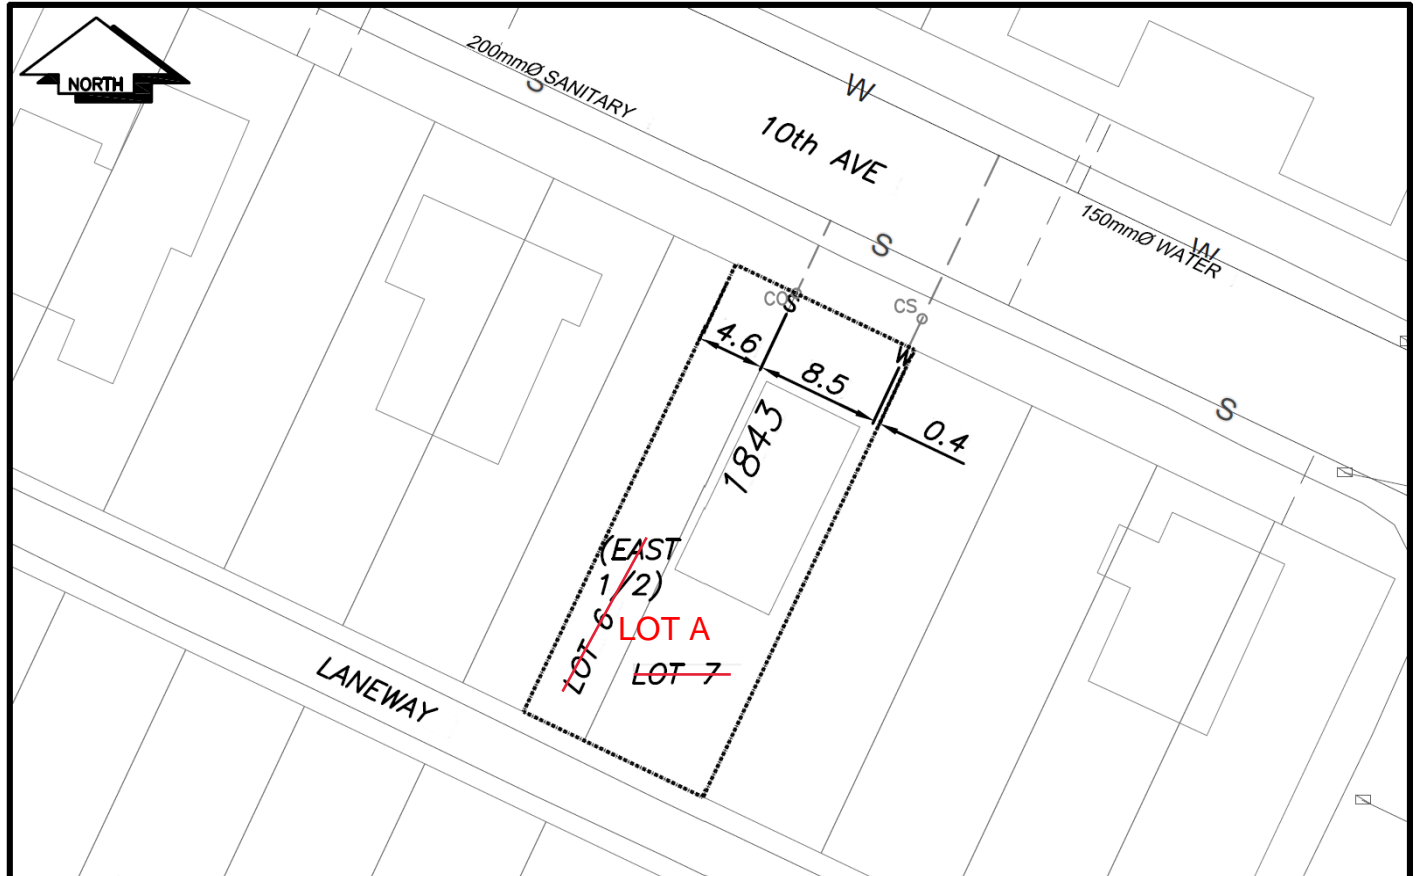 NORTH
200mmØ SANITARY
S
W
10th AVE
150mmØ WATER
W
S
CO
S
CS
W
4.6
8.5
0.4
S
1843
(EAST
1/2)
LOT 6
LOT A
LOT 7
LANEWAY